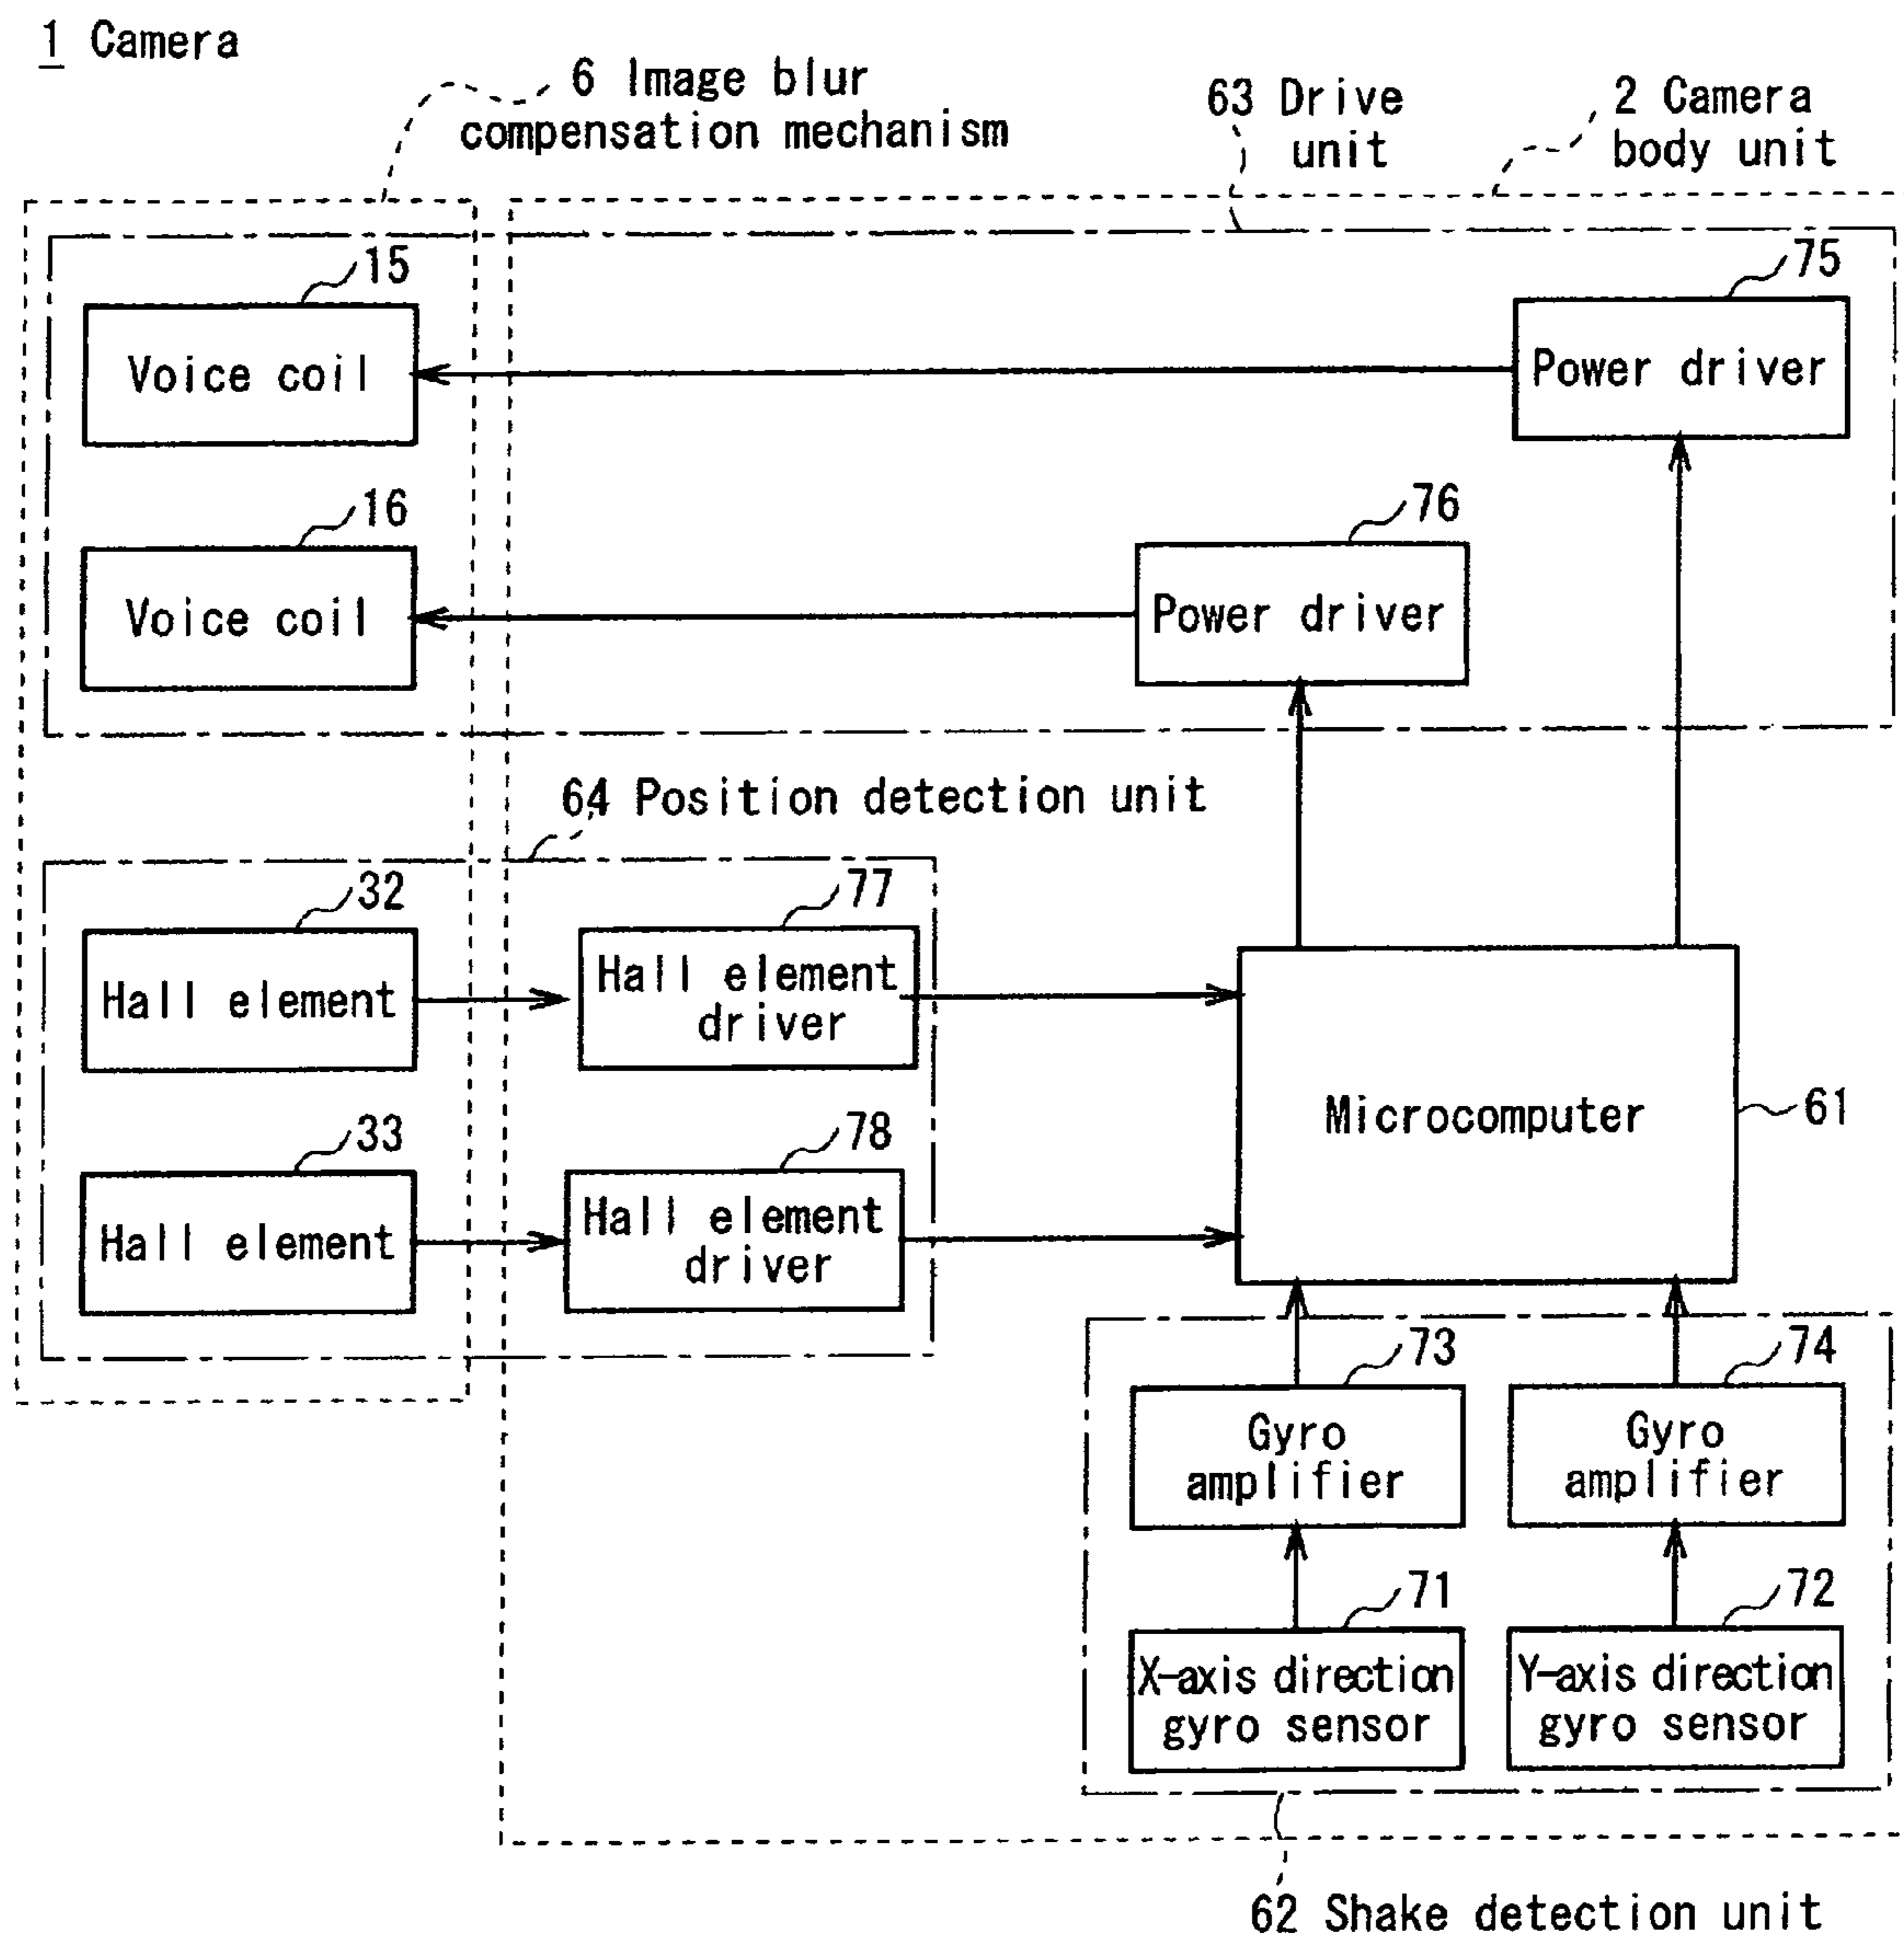 1 Camera
6 Image blur
compensation mechanism
63 Drive
unit
2 Camera
body unit
15
Voice coil
75
Power driver
16
Voice coil
76
Power driver
64 Position detection unit
32
Hall element
77
Hall element
driver
33
Hall element
78
Hall element
driver
Microcomputer
61
73
Gyro
amplifier
74
Gyro
amplifier
71
X-axis direction
gyro sensor
72
Y-axis direction
gyro sensor
62 Shake detection unit